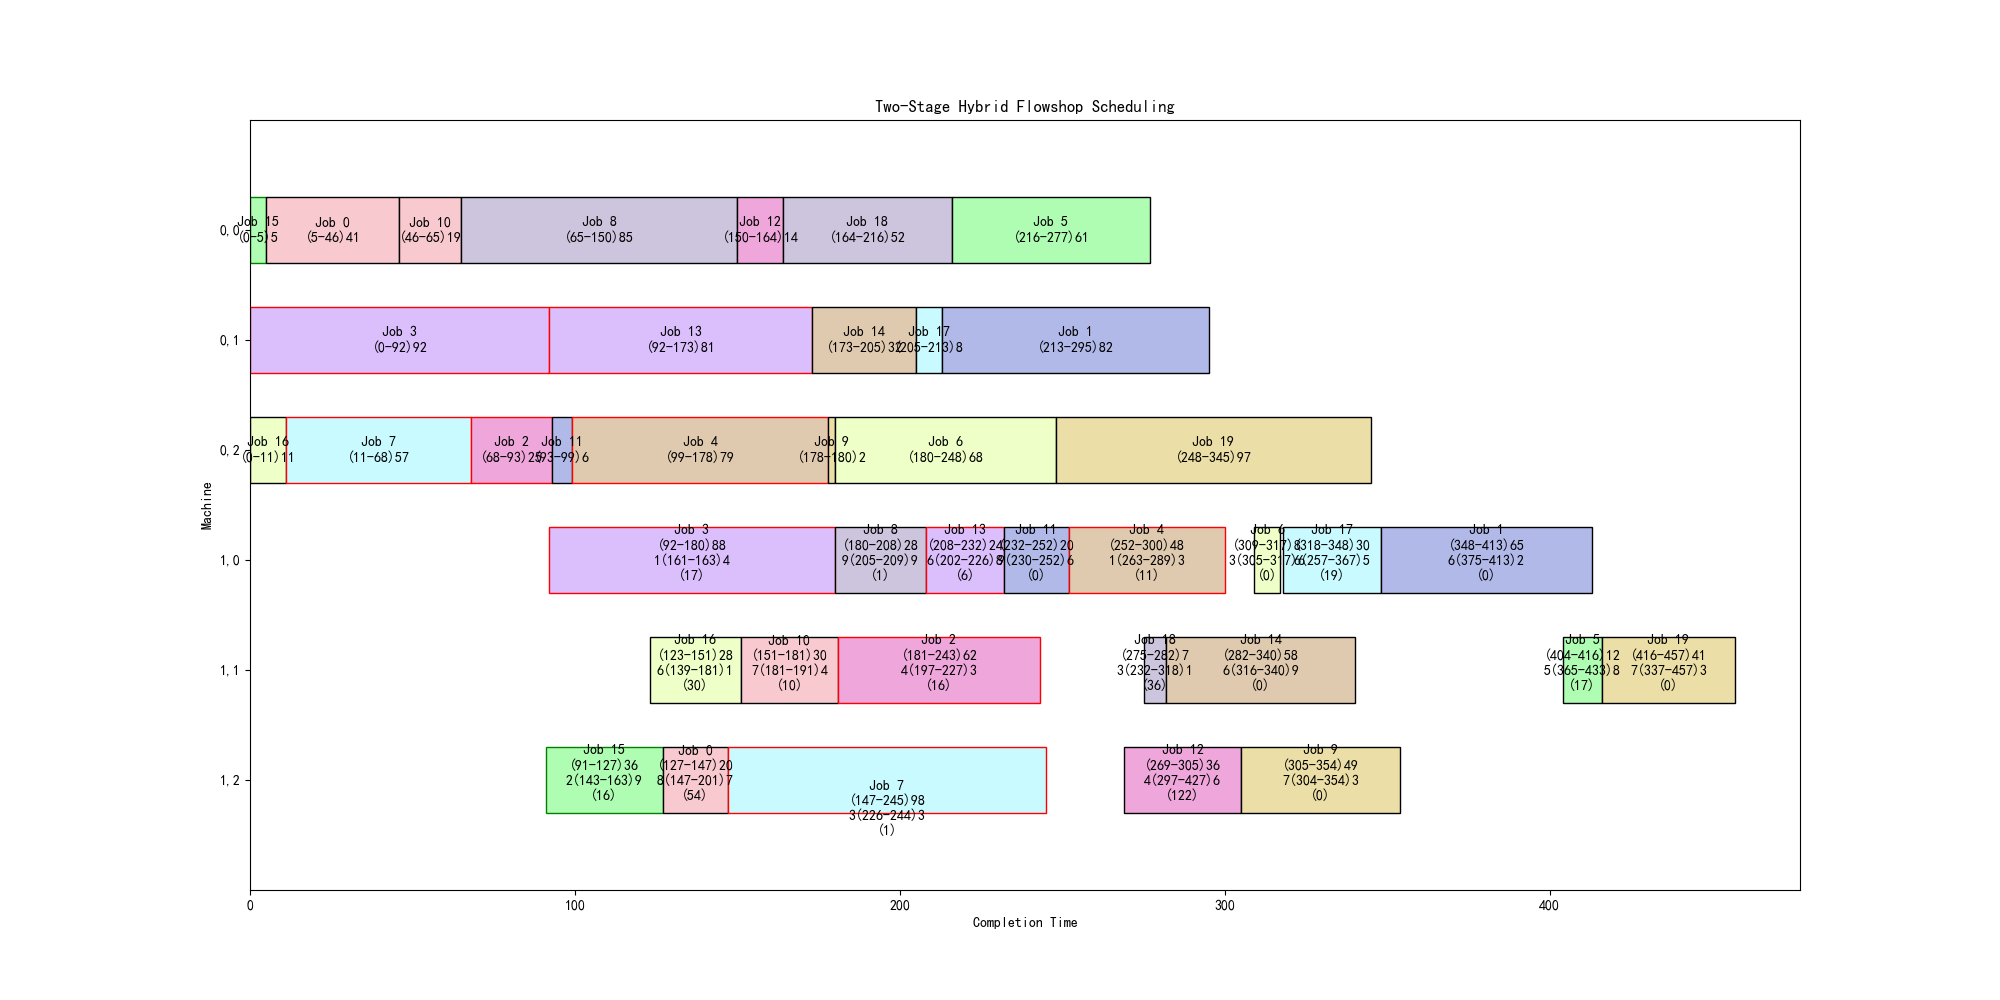 Two-Stage Hybrid Flowshop Scheduling
0,0
Job 15
(0-5)5
Job 0
(5-46)41
Job 10
(46-65)19
Job 8
(65-150)85
Job 12
(150-164)14
Job 18
(164-216)52
Job 5
(216-277)61
0,1
Job 3
(0-92)92
Job 13
(92-173)81
Job 14
(173-205)32
Job 17
(205-213)8
Job 1
(213-295)82
0,2
Job 16
(0-11)11
Job 7
(11-68)57
Job 2
(68-93)25
Job 11
(93-99)6
Job 4
(99-178)79
Job 9
(178-180)2
Job 6
(180-248)68
Job 19
(248-345)97
Machine
1,0
Job 3
(92-180)88
1(161-163)4
(17)
Job 8
(180-208)28
9(205-209)9
(1)
Job 13
(208-232)24
6(202-226)8
(6)
Job 11
(232-252)20
9(230-252)6
(0)
Job 4
(252-300)48
1(263-289)3
(11)
Job 6
(309-317)8
3(305-317)6
(0)
Job 17
(318-348)30
6(257-367)5
(19)
Job 1
(348-413)65
6(375-413)2
(0)
1,1
Job 16
(123-151)28
6(139-181)1
(30)
Job 10
(151-181)30
7(181-191)4
(10)
Job 2
(181-243)62
4(197-227)3
(16)
Job 18
(275-282)7
3(232-318)1
(36)
Job 14
(282-340)58
6(316-340)9
(0)
Job 5
(404-416)12
5(365-433)8
(17)
Job 19
(416-457)41
7(337-457)3
(0)
1,2
Job 15
(91-127)36
2(143-163)9
(16)
Job 0
(127-147)20
8(147-201)7
(54)
Job 7
(147-245)98
3(226-244)3
(1)
Job 12
(269-305)36
4(297-427)6
(122)
Job 9
(305-354)49
7(304-354)3
(0)
0
100
200
300
400
Completion Time